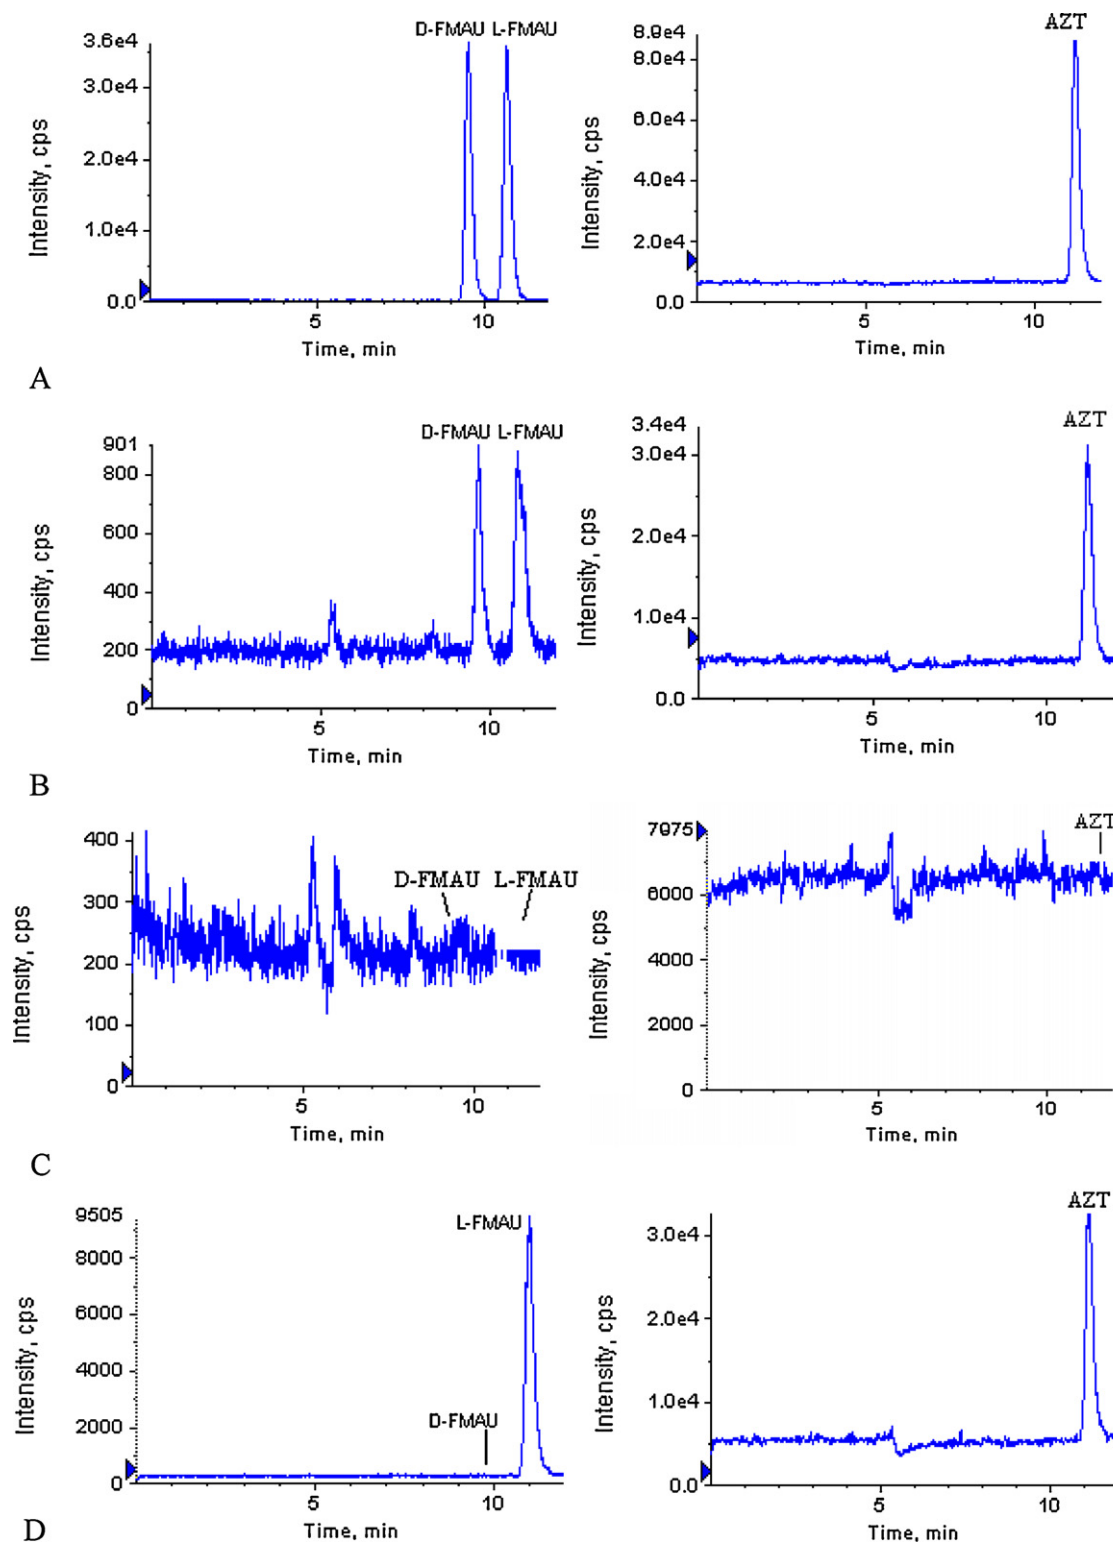 D-FMAU L-FMAU
3.6e4
3.0e4
2.0e4
1.0e4
0.0
5 10
Intensity, cps
Time, min
AZT
8.9e4
8.0e4
6.0e4
4.0e4
2.0e4
0.0
5 10
Intensity, cps
Time, min
A
D-FMAU L-FMAU
901
800
600
400
200
0
5 10
Intensity, cps
Time, min
AZT
3.4e4
3.0e4
2.0e4
1.0e4
0.0
5 10
Intensity, cps
Time, min
B
400
300
200
100
0
D-FMAU L-FMAU
5 10
Intensity, cps
Time, min
AZT
7975
6000
4000
2000
0
5 10
Intensity, cps
Time, min
C
9505
8000
6000
4000
2000
0
L-FMAU
D-FMAU
5 10
Intensity, cps
Time, min
AZT
3.0e4
2.0e4
1.0e4
0.0
5 10
Intensity, cps
Time, min
D